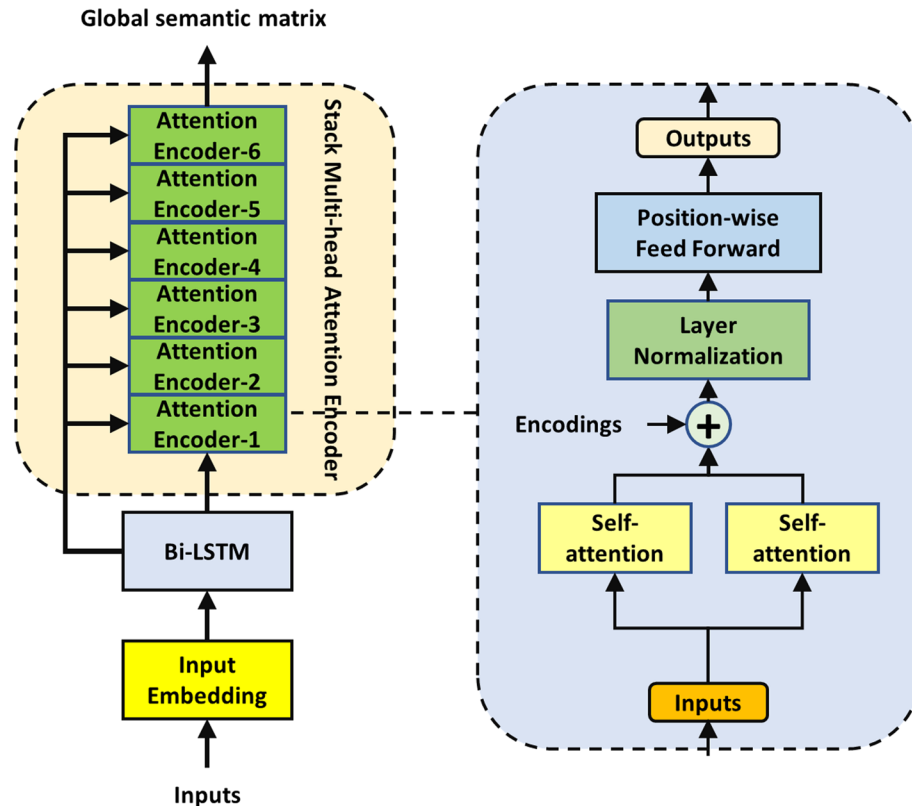 Global semantic matrix
Attention
Encoder-6
Attention
Encoder-5
Attention
Encoder-4
Attention
Encoder-3
Attention
Encoder-2
Attention
Encoder-1
Stack Multi-head Attention Encoder
Bi-LSTM
Input
Embedding
Inputs
Outputs
Position-wise
Feed Forward
Layer
Normalization
Encodings
+
Self-
attention
Self-
attention
Inputs